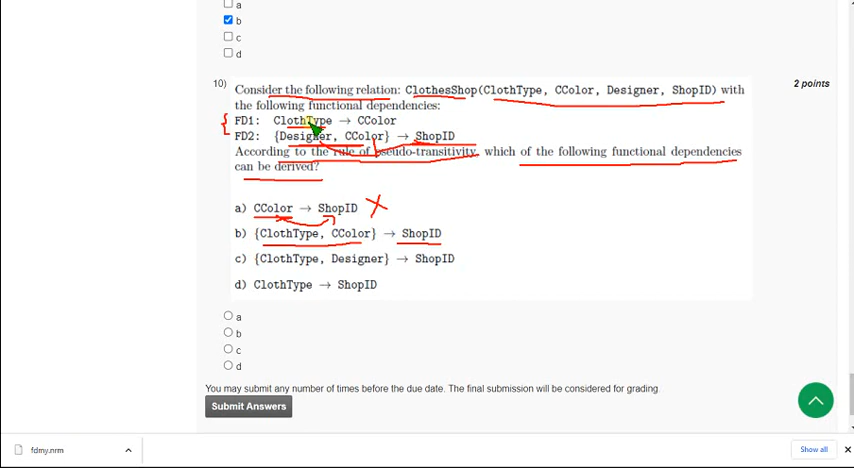 a
b
c
d
10) Consider the following relation: ClothesShop(ClothType, CColor, Designer, ShopID) with 2 points
the following functional dependencies:
FD1: ClothType → CColor
FD2: {Designer, CColor} → ShopID
According to the rule of pseudo-transitivity, which of the following functional dependencies
can be derived?
a) CColor → ShopID
b) {ClothType, CColor} → ShopID
c) {ClothType, Designer} → ShopID
d) ClothType → ShopID
a
b
c
d
You may submit any number of times before the due date. The final submission will be considered for grading
Submit Answers
fdmy.nrm
Show all